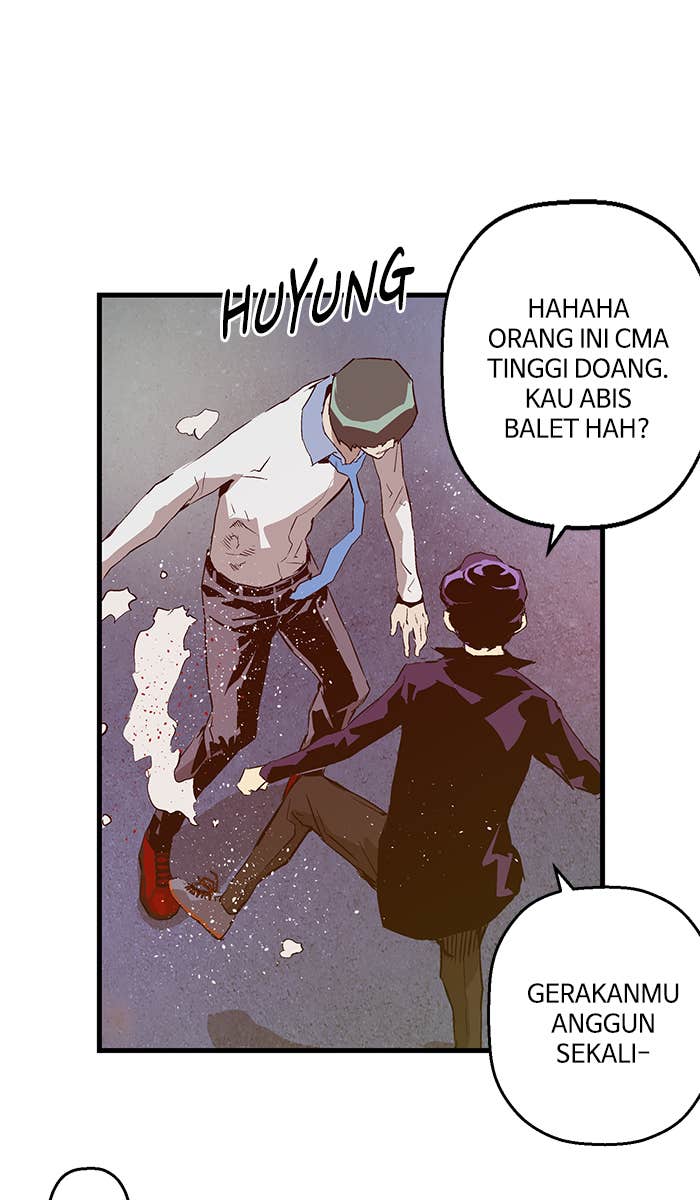 HUYUNG
HAHAHA
ORANG INI CMA
TINGGI DOANG.
KAU ABIS
BALET HAH?
GERAKANMU
ANGGUN
SEKALI-